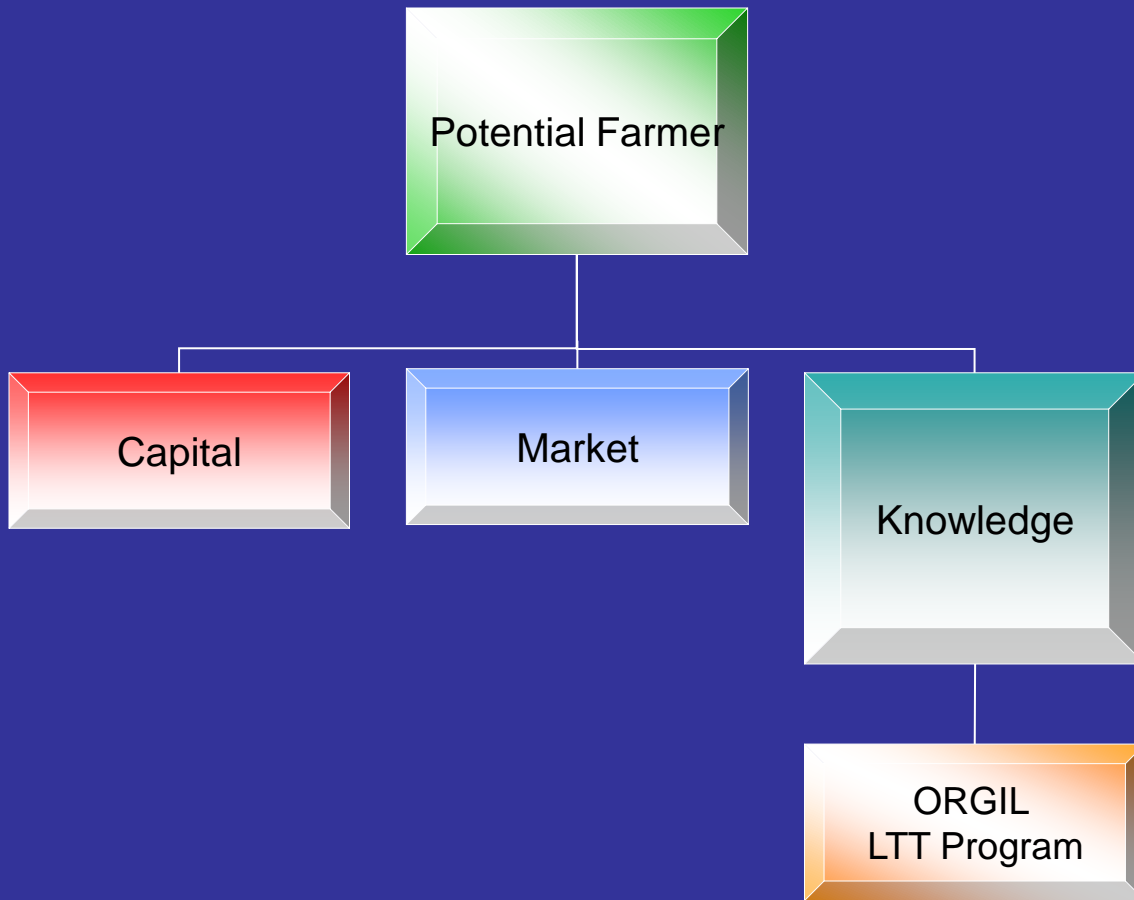 Potential Farmer
Capital
Market
Knowledge
ORGIL
LTT Program